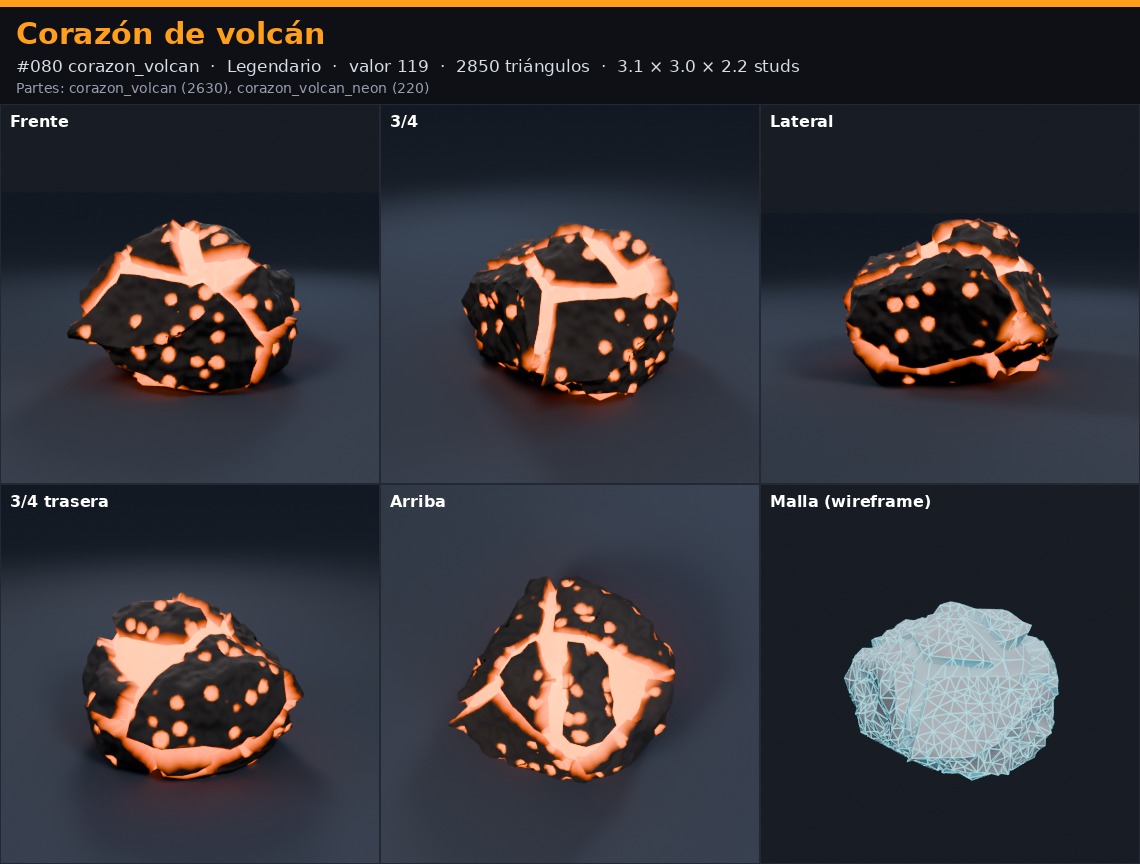 Corazón de volcán
#080 corazon_volcan · Legendario · valor 119 · 2850 triángulos · 3.1 × 3.0 × 2.2 studs
Partes: corazon_volcan (2630), corazon_volcan_neon (220)
Frente
3/4
Lateral
3/4 trasera
Arriba
Malla (wireframe)